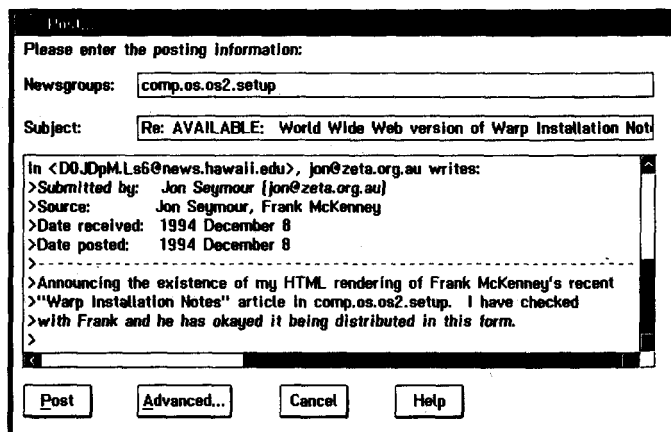 Post...
Please enter the posting information:
Newsgroups: comp.os.os2.setup
Subject: Re: AVAILABLE: World Wide Web version of Warp Installation Not
In <D0JDpM.Ls6@news.hawaii.edu>, jon@zeta.org.au writes:
>Submitted by: Jon Seymour (jon@zeta.org.au)
>Source: Jon Seymour, Frank McKenney
>Date received: 1994 December 8
>Date posted: 1994 December 8
>------------------------------------------------------------
>Announcing the existence of my HTML rendering of Frank McKenney's recent
>"Warp Installation Notes" article in comp.os.os2.setup. I have checked
>with Frank and he has okayed it being distributed in this form.
>
Post Advanced... Cancel Help